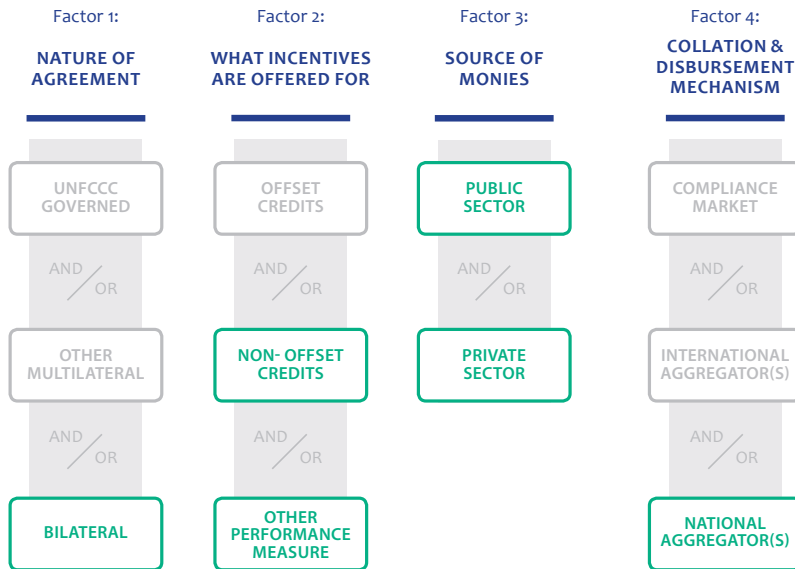 Factor 1:
NATURE OF
AGREEMENT
UNFCCC
GOVERNED
AND
OR
OTHER
MULTILATERAL
AND
OR
BILATERAL
Factor 2:
WHAT INCENTIVES
ARE OFFERED FOR
OFFSET
CREDITS
AND
OR
NON- OFFSET
CREDITS
AND
OR
OTHER
PERFORMANCE
MEASURE
Factor 3:
SOURCE OF
MONIES
PUBLIC
SECTOR
AND
OR
PRIVATE
SECTOR
Factor 4:
COLLATION &
DISBURSEMENT
MECHANISM
COMPLIANCE
MARKET
AND
OR
INTERNATIONAL
AGGREGATOR(S)
AND
OR
NATIONAL
AGGREGATOR(S)